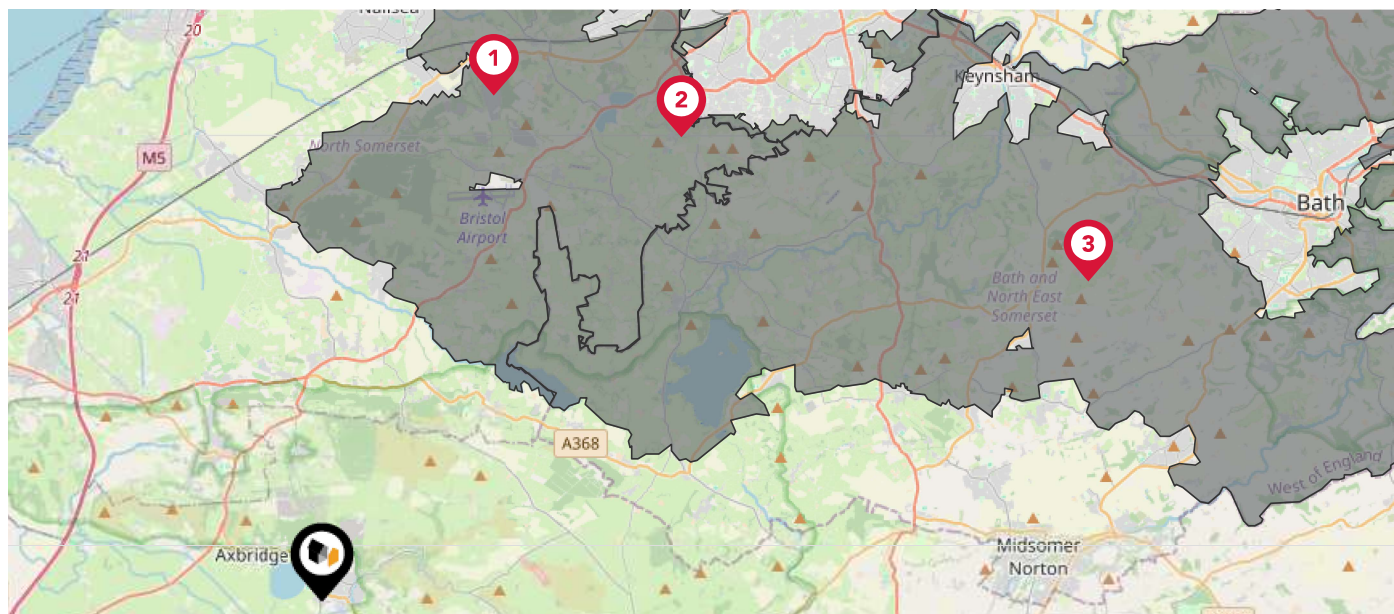 Nailsea
20
1
Keynsham
2
North Somerset
M5
Bath
Bristol
Airport
3
21
21
Bath and
North East
Somerset
A368
West of England
Axbridge
Midsomer
Norton